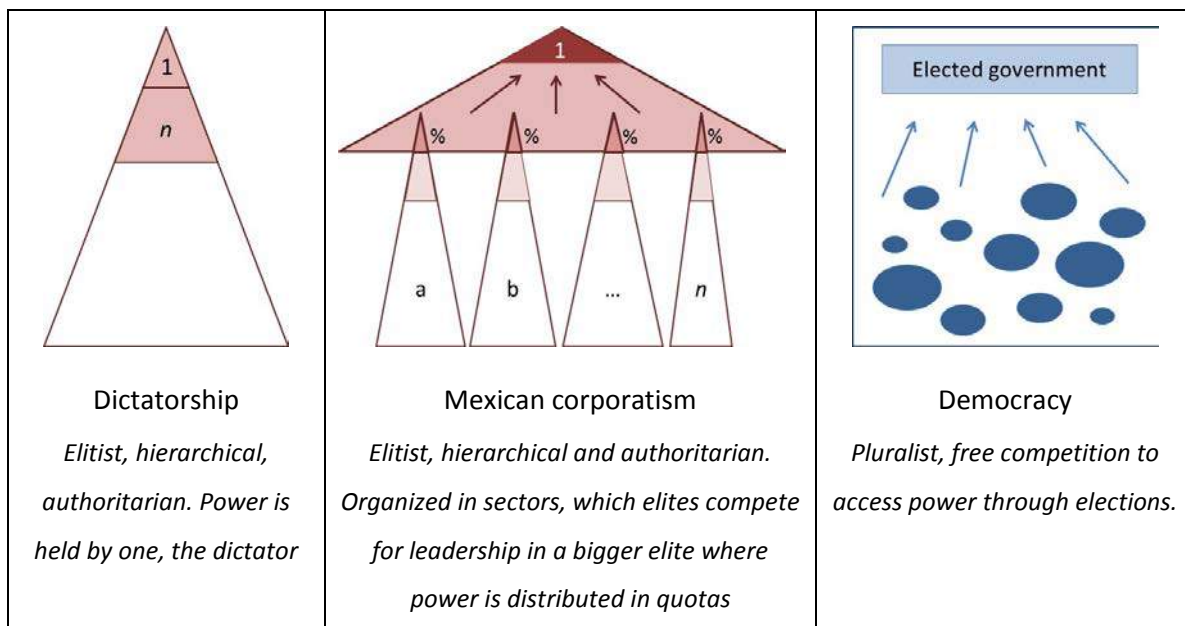 1
n
Dictatorship
Elitist, hierarchical,
authoritarian. Power is
held by one, the dictator
1
%
%
%
%
a
b
...
n
Mexican corporatism
Elitist, hierarchical and authoritarian.
Organized in sectors, which elites compete
for leadership in a bigger elite where
power is distributed in quotas
Elected government
Democracy
Pluralist, free competition to
access power through elections.